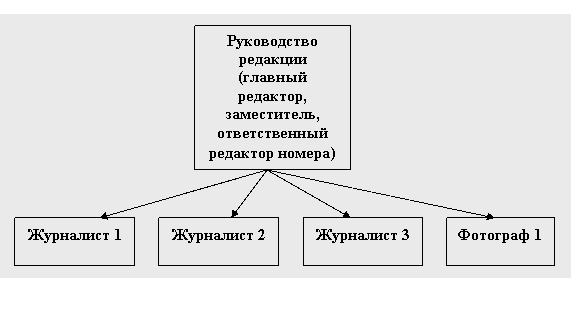 Руководство
редакции
(главный
редактор,
заместитель,
ответственный
редактор номера)
Журналист 1
Журналист 2
Журналист 3
Фотограф 1